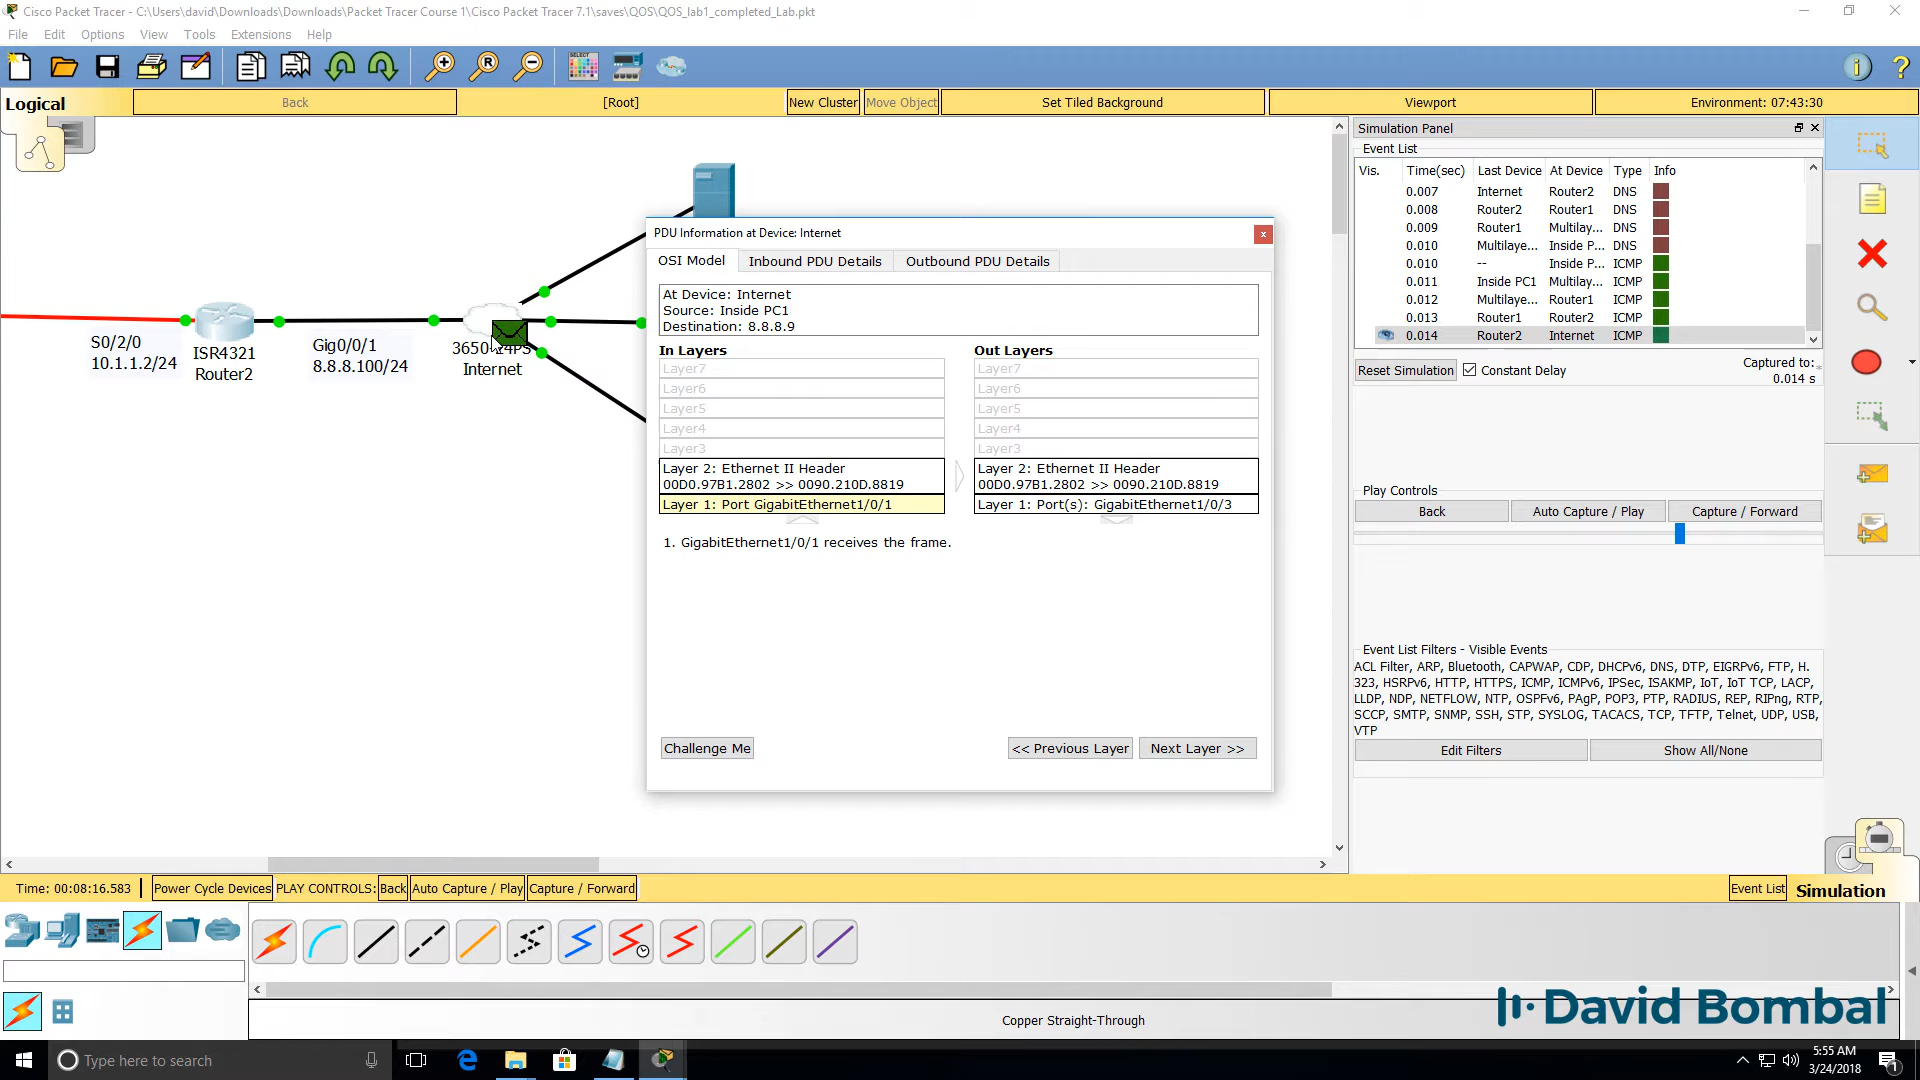 Cisco Packet Tracer - C:\Users\david\Downloads\Downloads\Packet Tracer Course 1\Cisco Packet Tracer 7.1\saves\QOS\QOS_lab1_completed_Lab.pkt
File Edit Options View Tools Extensions Help
SELECT
Logical Back [Root] New Cluster Move Object Set Tiled Background Viewport Environment: 07:43:30
S0/2/0
10.1.1.2/24
ISR4321
Router2
Gig0/0/1
8.8.8.100/24
3650-24PS
Internet
PDU Information at Device: Internet
OSI Model Inbound PDU Details Outbound PDU Details
At Device: Internet
Source: Inside PC1
Destination: 8.8.8.9
In Layers Out Layers
Layer7 Layer7
Layer6 Layer6
Layer5 Layer5
Layer4 Layer4
Layer3 Layer3
Layer 2: Ethernet II Header Layer 2: Ethernet II Header
00D0.97B1.2802 >> 0090.210D.8819 00D0.97B1.2802 >> 0090.210D.8819
Layer 1: Port GigabitEthernet1/0/1 Layer 1: Port(s): GigabitEthernet1/0/3
1. GigabitEthernet1/0/1 receives the frame.
Challenge Me << Previous Layer Next Layer >>
Simulation Panel
Event List
Vis. Time(sec) Last Device At Device Type Info
0.007 Internet Router2 DNS
0.008 Router2 Router1 DNS
0.009 Router1 Multilay... DNS
0.010 Multilaye... Inside P... DNS
0.010 -- Inside P... ICMP
0.011 Inside PC1 Multilay... ICMP
0.012 Multilaye... Router1 ICMP
0.013 Router1 Router2 ICMP
0.014 Router2 Internet ICMP
Reset Simulation Constant Delay Captured to:
0.014 s
Play Controls
Back Auto Capture / Play Capture / Forward
Event List Filters - Visible Events
ACL Filter, ARP, Bluetooth, CAPWAP, CDP, DHCPv6, DNS, DTP, EIGRPv6, FTP, H.
323, HSRPv6, HTTP, HTTPS, ICMP, ICMPv6, IPSec, ISAKMP, IoT, IoT TCP, LACP,
LLDP, NDP, NETFLOW, NTP, OSPFv6, PAgP, POP3, PTP, RADIUS, REP, RIPng, RTP,
SCCP, SMTP, SNMP, SSH, STP, SYSLOG, TACACS, TCP, TFTP, Telnet, UDP, USB,
VTP
Edit Filters Show All/None
Time: 00:08:16.583 Power Cycle Devices PLAY CONTROLS: Back Auto Capture / Play Capture / Forward Event List Simulation
Copper Straight-Through
David Bombal
Type here to search
5:55 AM
3/24/2018
1